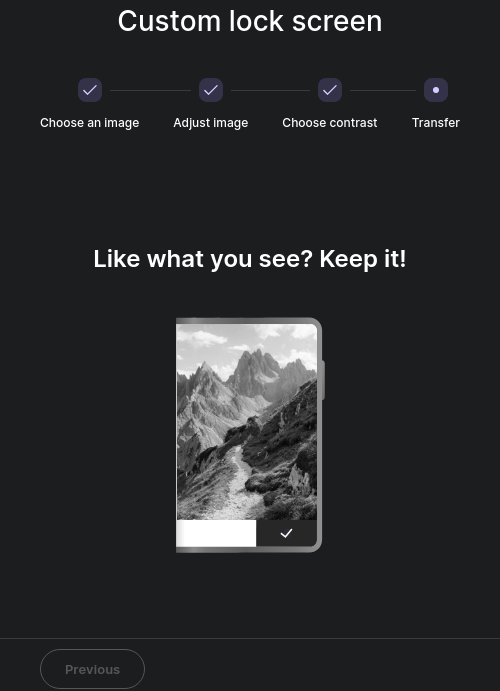 Custom lock screen
Choose an image
Adjust image
Choose contrast
Transfer
Like what you see? Keep it!
Previous